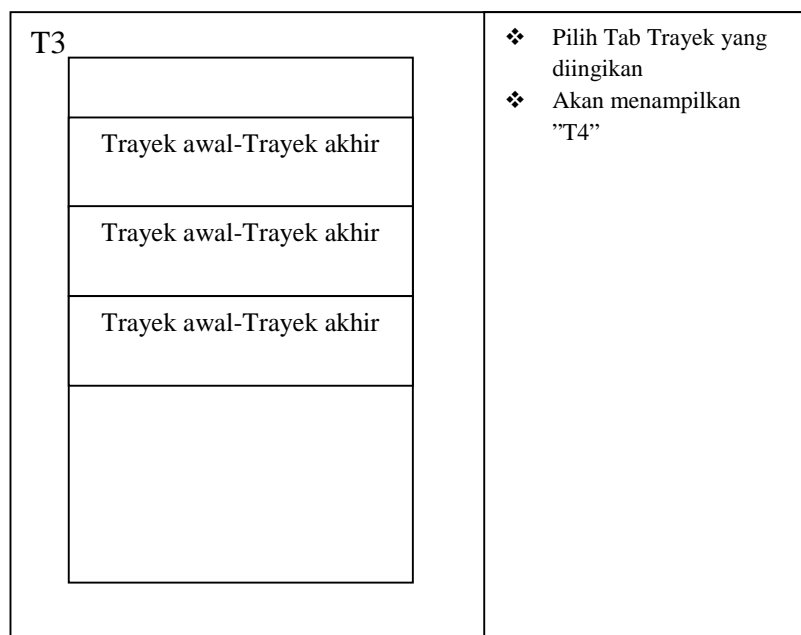 T3
Trayek awal-Trayek akhir
Trayek awal-Trayek akhir
Trayek awal-Trayek akhir
❖ Pilih Tab Trayek yang
diingikan
❖ Akan menampilkan
”T4”